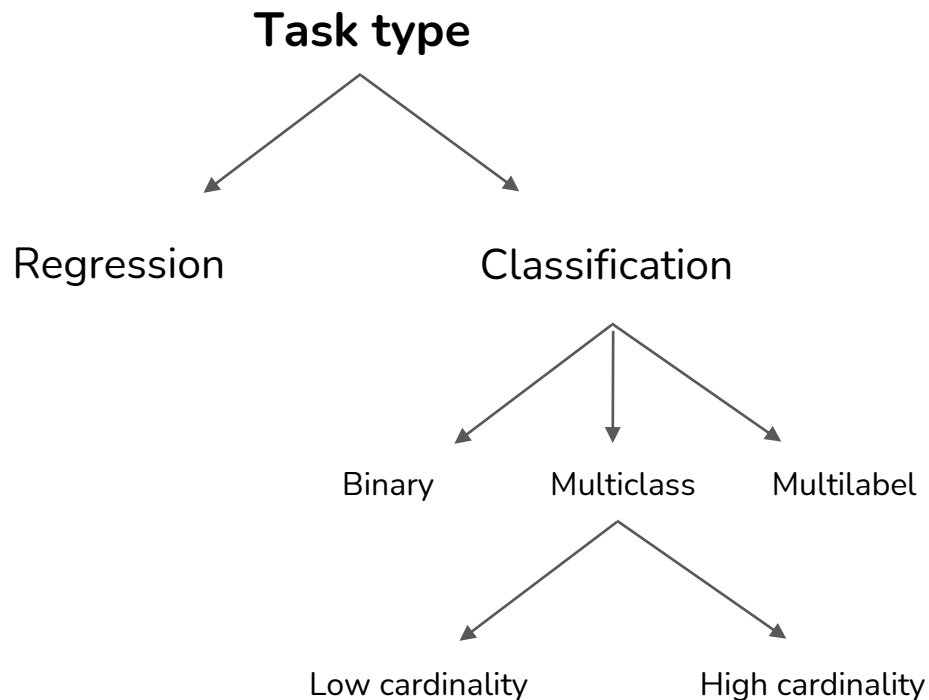 Task type
Regression
Classification
Binary
Multiclass
Multilabel
Low cardinality
High cardinality